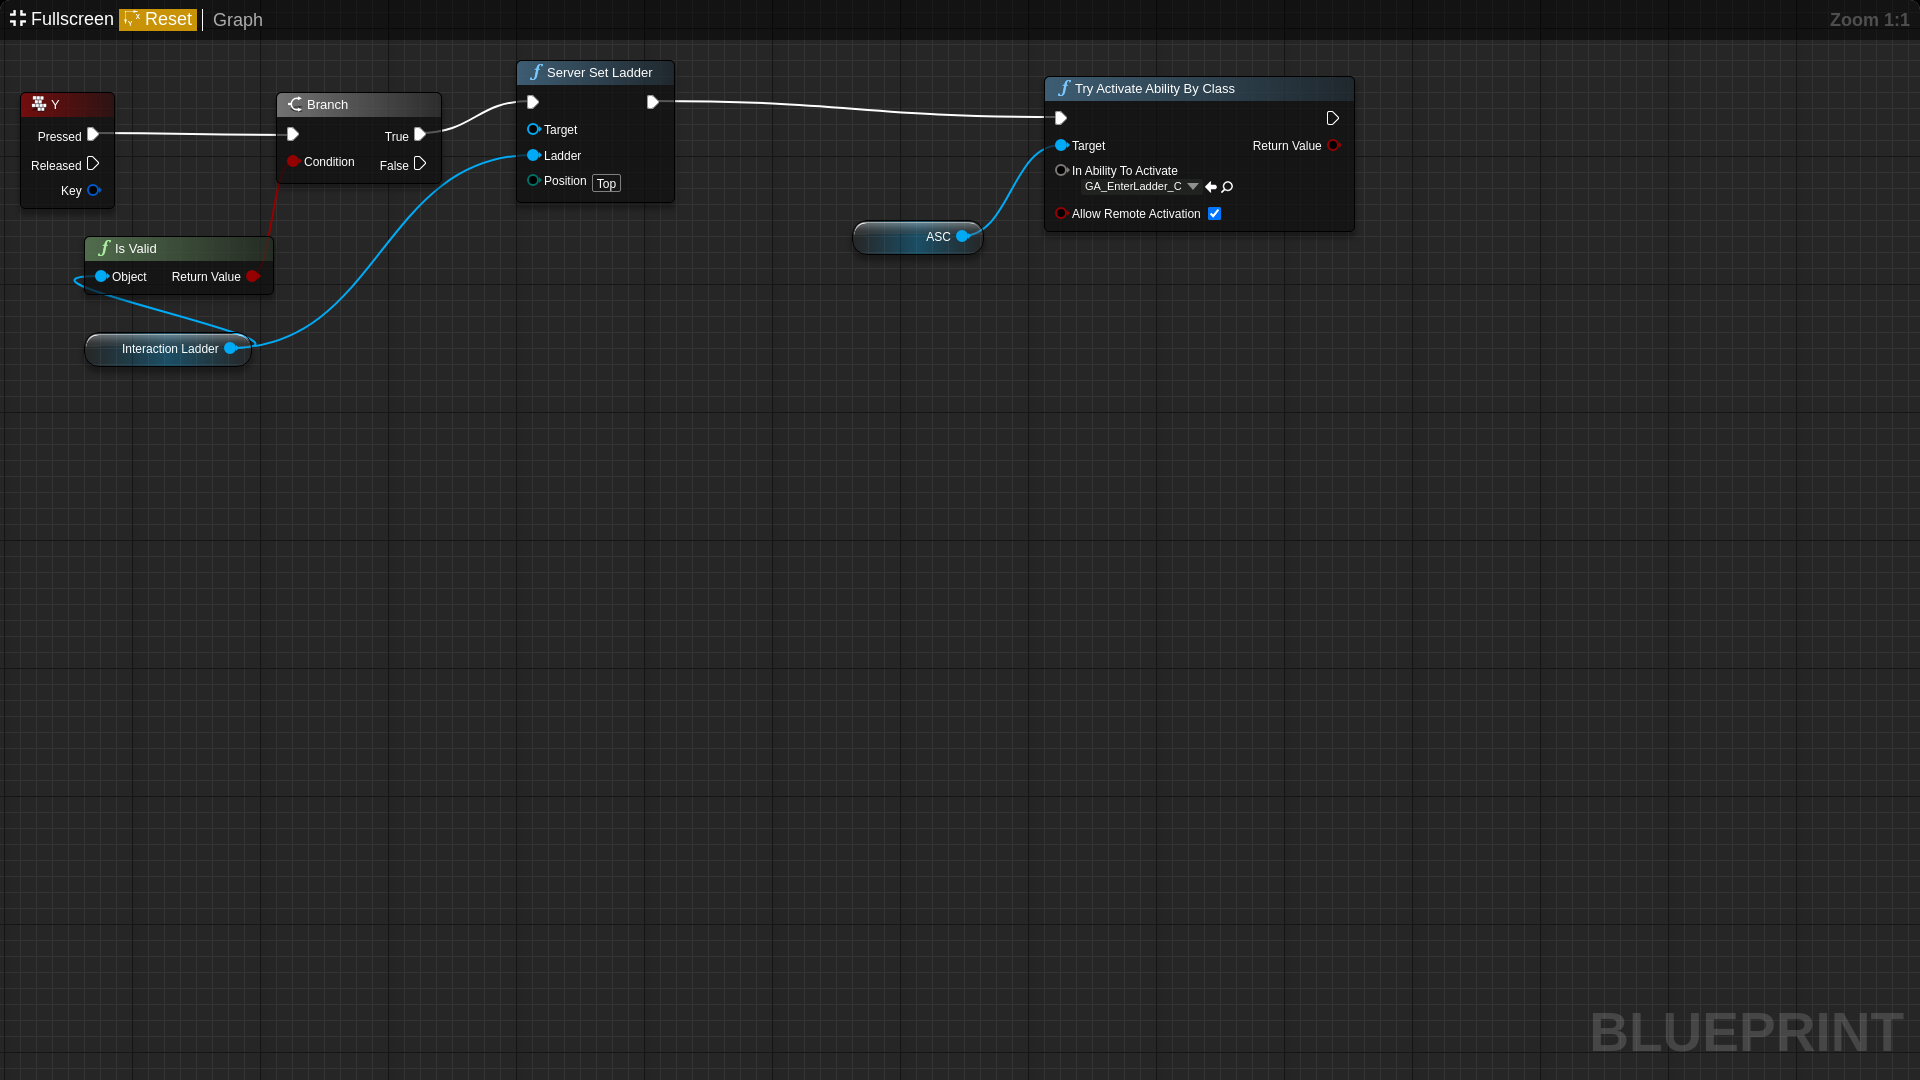 Fullscreen Reset Graph
Zoom 1:1
Y
Pressed
Released
Key
Branch
True
Condition
False
Server Set Ladder
Target
Ladder
Position Top
Try Activate Ability By Class
Target
Return Value
In Ability To Activate
GA_EnterLadder_C
Allow Remote Activation
ASC
Is Valid
Object
Return Value
Interaction Ladder
BLUEPRINT